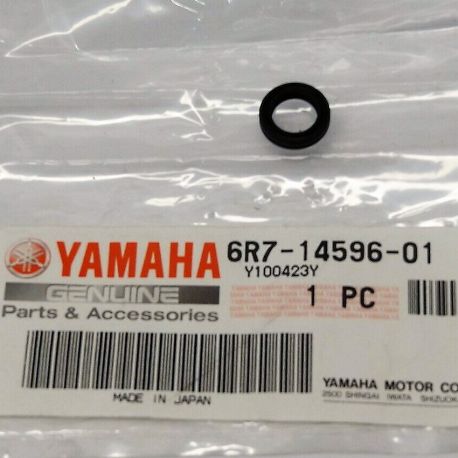 YAMAHA 6R7-14596-01
Y100423Y
GENUINE
1 PC
Parts & Accessories
MADE IN JAPAN
YAMAHA MOTOR CO
2500 SHINGAI IWATA SHIZUOK